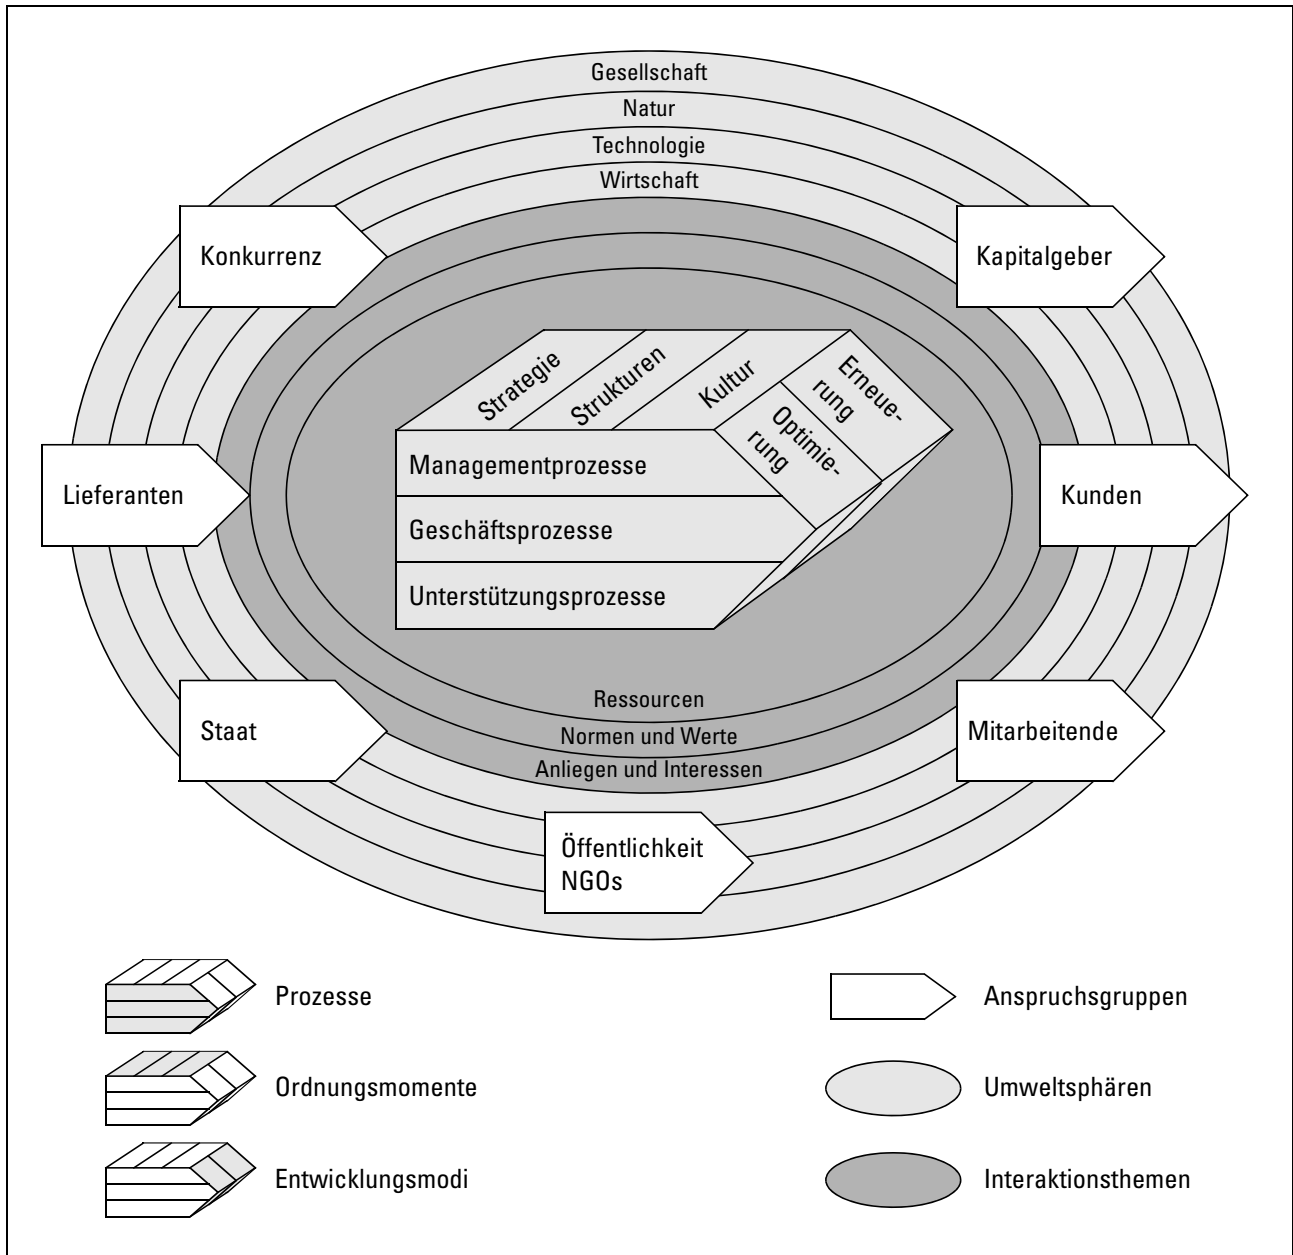 Gesellschaft
Natur
Technologie
Wirtschaft
Konkurrenz
Kapitalgeber
Strategie
Strukturen
Kultur
Erneue-
rung
Optimie-
rung
Managementprozesse
Geschäftsprozesse
Unterstützungsprozesse
Lieferanten
Kunden
Ressourcen
Normen und Werte
Anliegen und Interessen
Staat
Mitarbeitende
Öffentlichkeit
NGOs
Prozesse
Ordnungsmomente
Entwicklungsmodi
Anspruchsgruppen
Umweltsphären
Interaktionsthemen